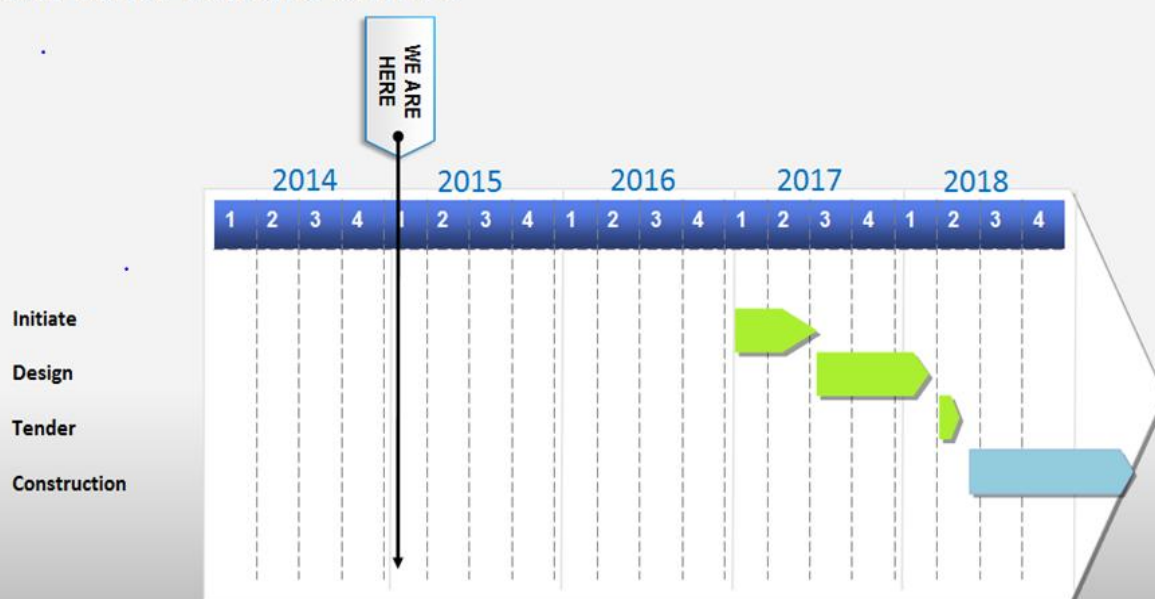 WE ARE
HERE
2014 2015 2016 2017 2018
1 2 3 4 1 2 3 4 1 2 3 4 1 2 3 4 1 2 3 4
Initiate
Design
Tender
Construction